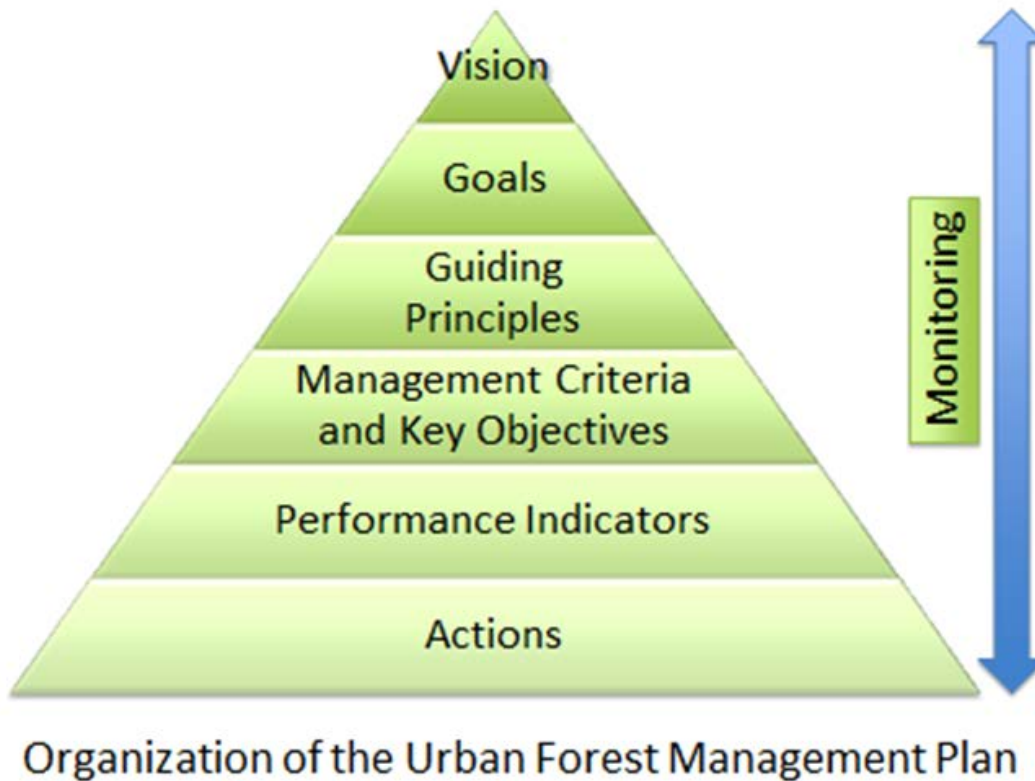 Vision
Goals
Guiding
Principles
Management Criteria
and Key Objectives
Performance Indicators
Actions
Monitoring
Organization of the Urban Forest Management Plan